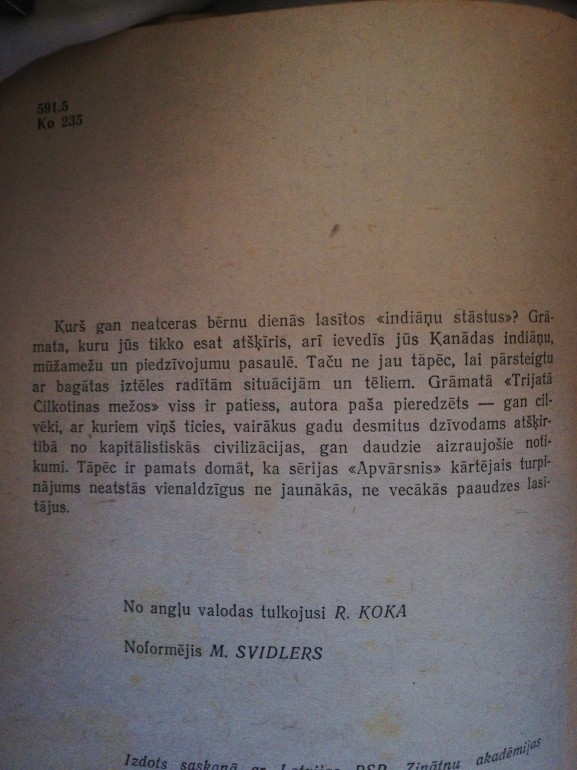 591.5
Ko 235
Kurš gan neatceras bērnu dienās lasītos «indiāņu stāstus»? Grā-
mata, kuru jūs tikko esat atšķīris, arī ievedīs jūs Kanādas indiāņu,
mūžamežu un piedzīvojumu pasaulē. Taču ne jau tāpēc, lai pārsteigtu
ar bagātas iztēles radītām situācijām un tēliem. Grāmatā «Trijatā
Čilkotinas mežos» viss ir patiess, autora paša pieredzēts — gan cil-
vēki, ar kuriem viņš ticies, vairākus gadu desmitus dzīvodams atšķir-
tībā no kapitālistiskās civilizācijas, gan daudzie aizraujošie noti-
kumi. Tāpēc ir pamats domāt, ka sērijas «Apvārsnis» kārtējais turpi-
nājums neatstās vienaldzīgus ne jaunākās, ne vecākās paaudzes lasī-
tājus.
No angļu valodas tulkojusi R. KOKA
Noformējis M. SVIDLERS
Izdots saskaņā ar Latvijas PSR Zinātņu akadēmijas